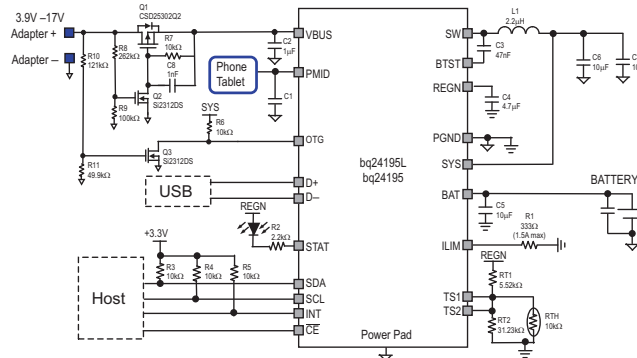 3.9V –17V
Adapter +
Adapter –
R10
121kΩ
R8
262kΩ
R9
100kΩ
R11
49.9kΩ
Q1
CSD25302Q2
R7
10kΩ
C8
1nF
Q2
Si2312DS
Q3
Si2312DS
C2
1µF
Phone
Tablet
C1
SYS
R6
10kΩ
USB
REGN
R2
2.2kΩ
+3.3V
R3
10kΩ
R4
10kΩ
R5
10kΩ
Host
VBUS
PMID
OTG
D+
D–
STAT
SDA
SCL
INT
CE
bq24195L
bq24195
Power Pad
SW
BTST
REGN
PGND
SYS
BAT
ILIM
TS1
TS2
L1
2.2µH
C3
47nF
C4
4.7µF
C6
10µF
C5
10µF
BATTERY
R1
333Ω
(1.5A max)
REGN
RT1
5.52kΩ
RT2
31.23kΩ
RTH
10kΩ